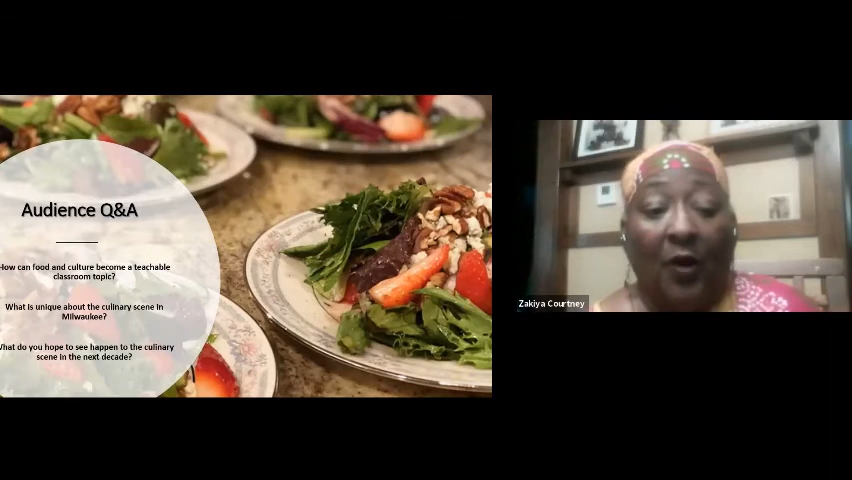 Audience Q&A
How can food and culture become a teachable
classroom topic?
What is unique about the culinary scene in
Milwaukee?
What do you hope to see happen to the culinary
scene in the next decade?
Zakiya Courtney